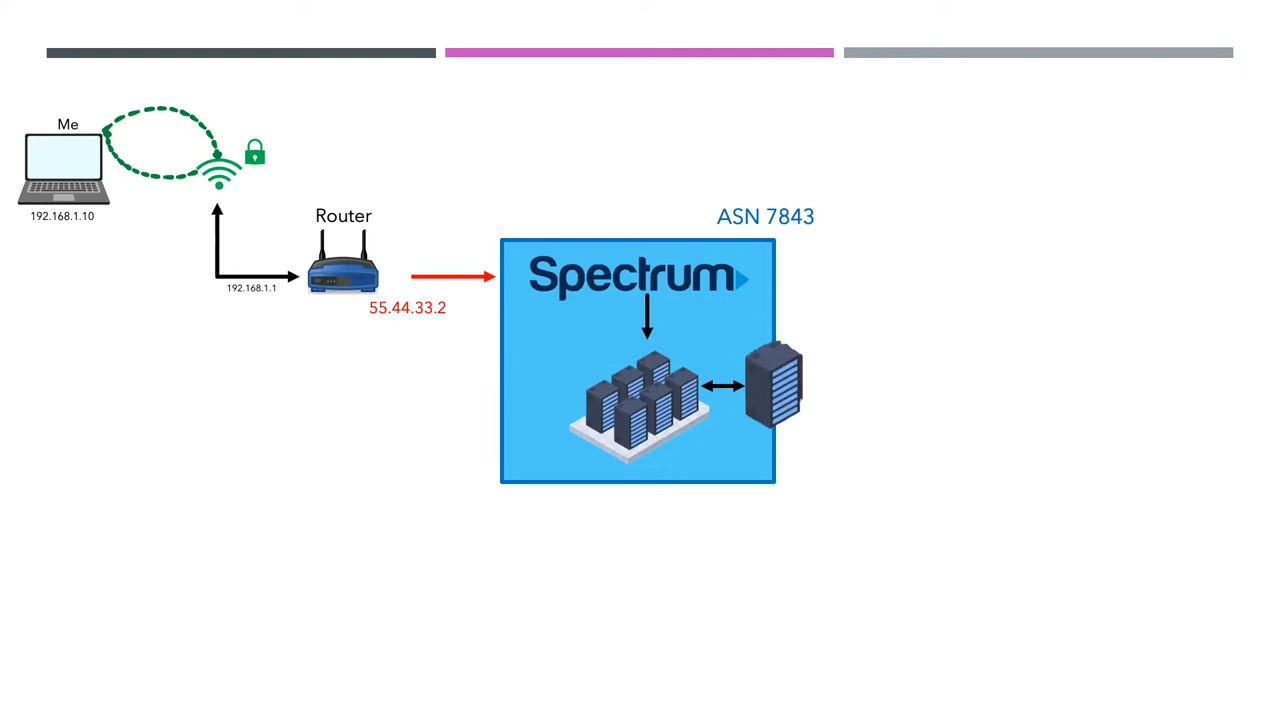 Me
192.168.1.10
Router
192.168.1.1
55.44.33.2
ASN 7843
Spectrum